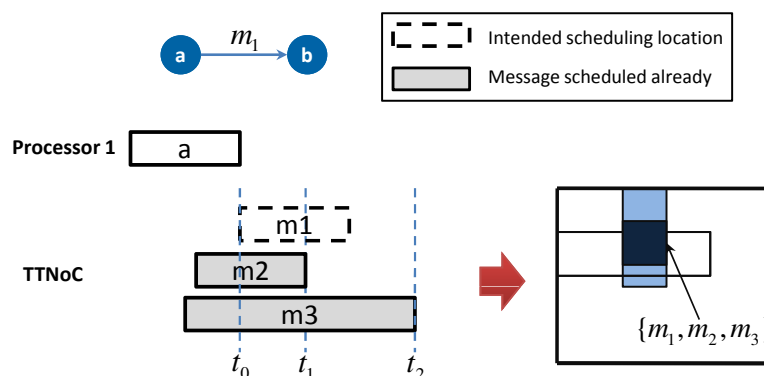 a
m₁
b
Intended scheduling location
Message scheduled already
Processor 1
a
m1
TTNoC
m2
m3
{m₁, m₂, m₃
t₀
t₁
t₂